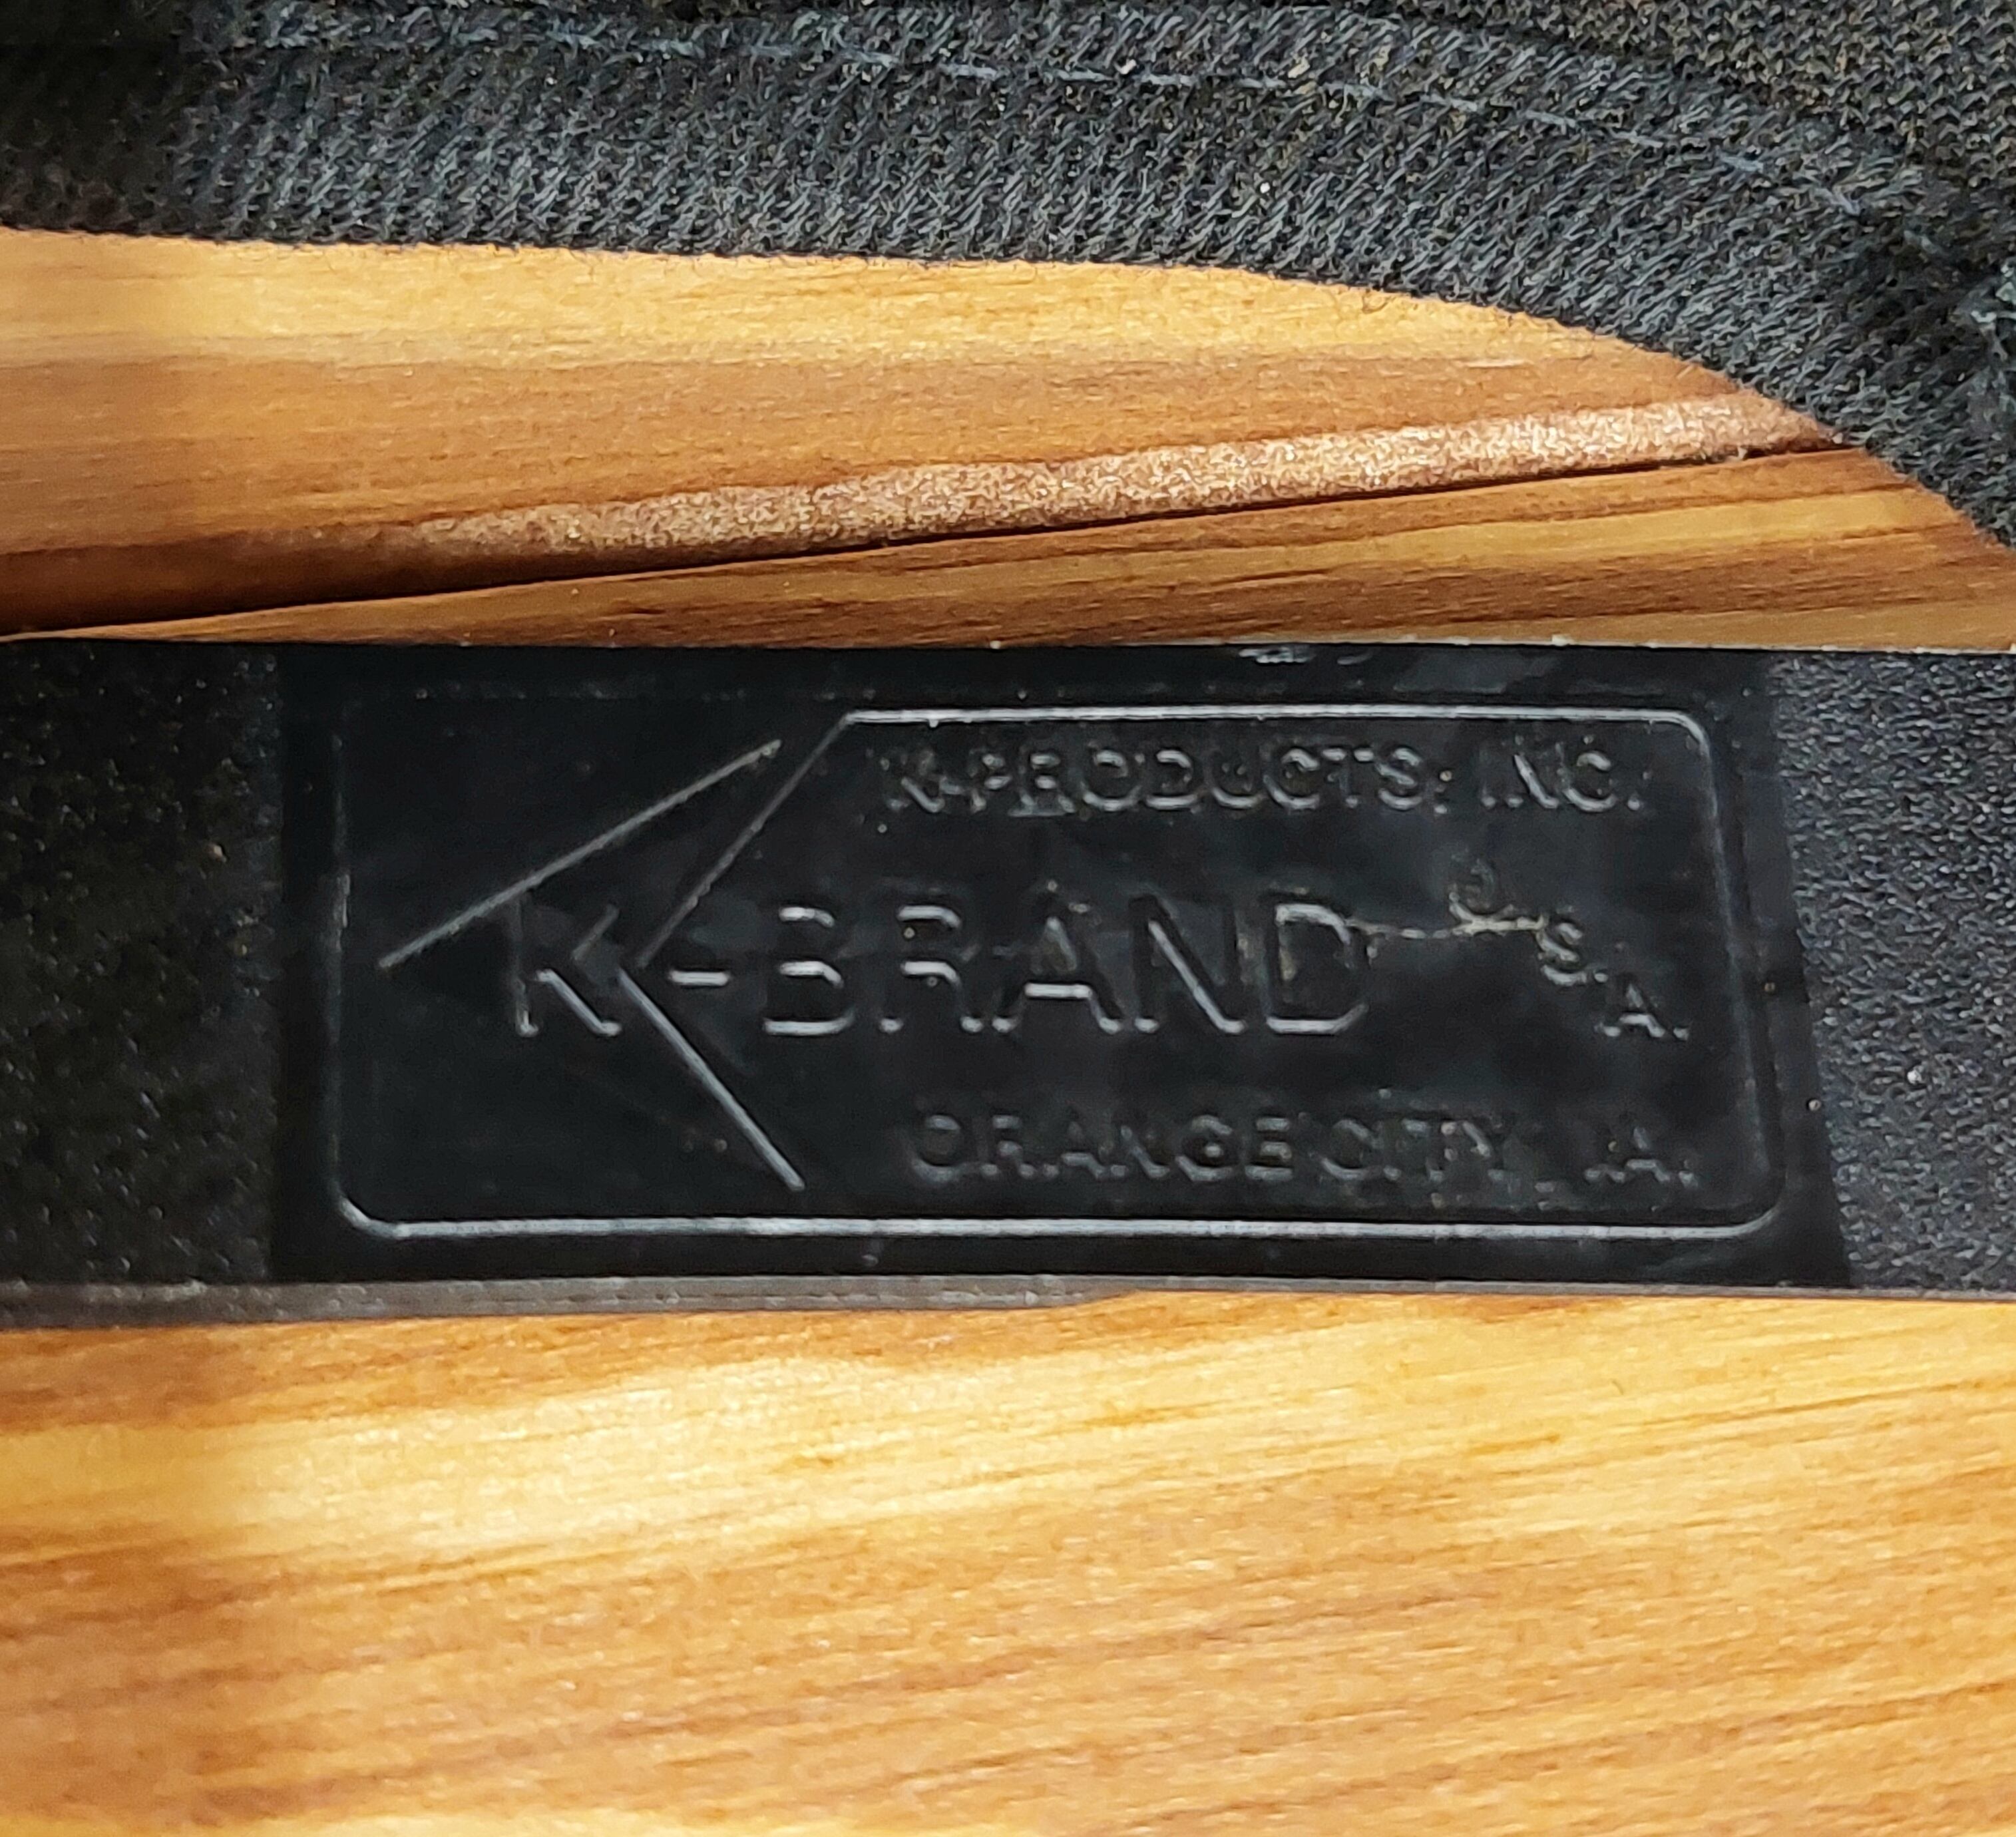 K-PRODUCTS, INC.
K-BRAND U.S.A.
ORANGE CITY, IA.